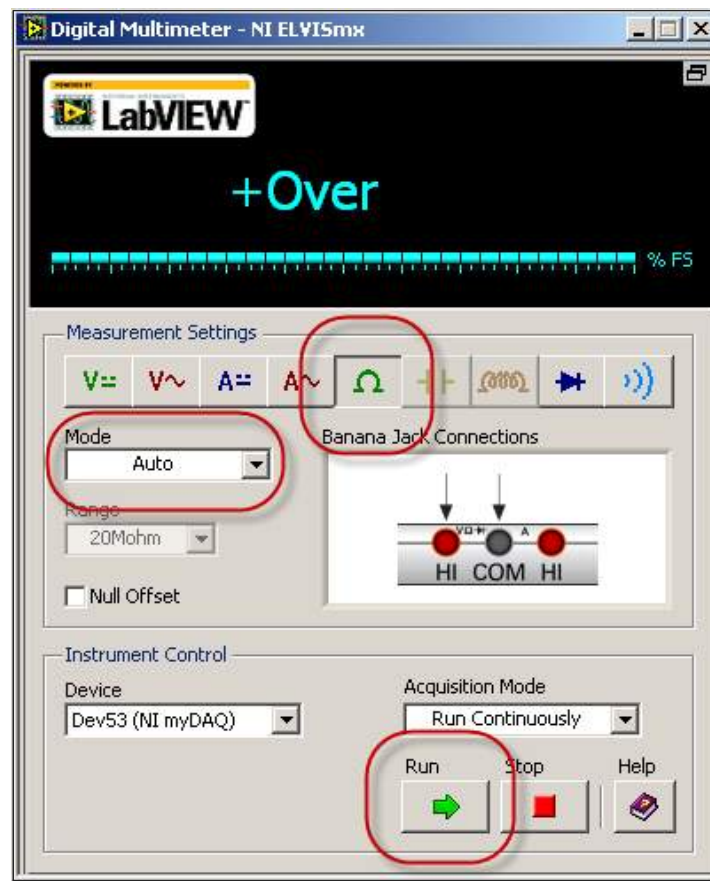 Digital Multimeter - NI ELVISmx
LabVIEW
+Over
% FS
Measurement Settings
V V A A Ω
Mode
Banana Jack Connections
Auto
Range
20Mohm
VΩ A
HI COM HI
Null Offset
Instrument Control
Device
Acquisition Mode
Dev53 (NI myDAQ)
Run Continuously
Run Stop Help